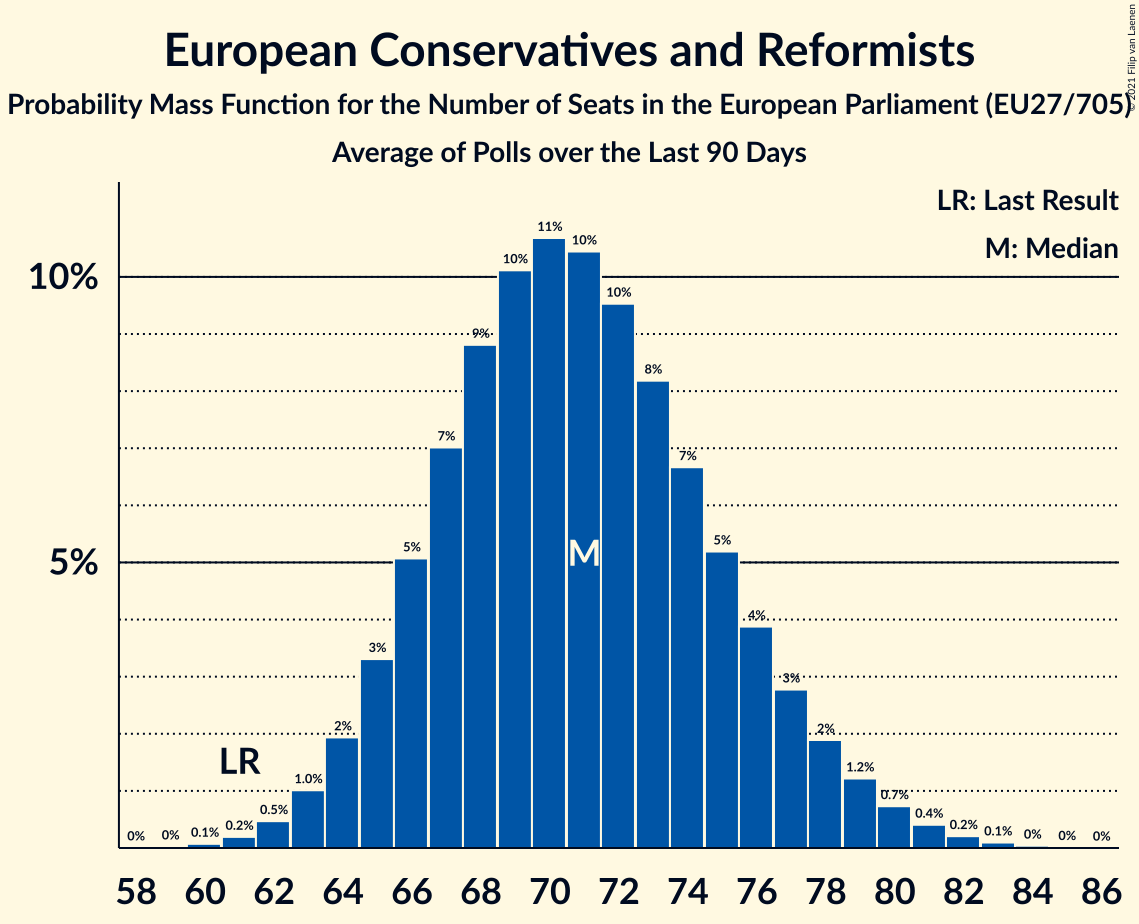 © 2021 Filip van Laenen
European Conservatives and Reformists
Probability Mass Function for the Number of Seats in the European Parliament (EU27/705)
Average of Polls over the Last 90 Days
LR: Last Result
M: Median
10%
5%
0% 0% 0.1% 0.2% 0.5% 1.0% 2% 3% 5% 7% 9% 10% 11% 10% 10% 8% 7% 5% 4% 3% 2% 1.2% 0.7% 0.4% 0.2% 0.1% 0% 0% 0%
M
LR
58 60 62 64 66 68 70 72 74 76 78 80 82 84 86